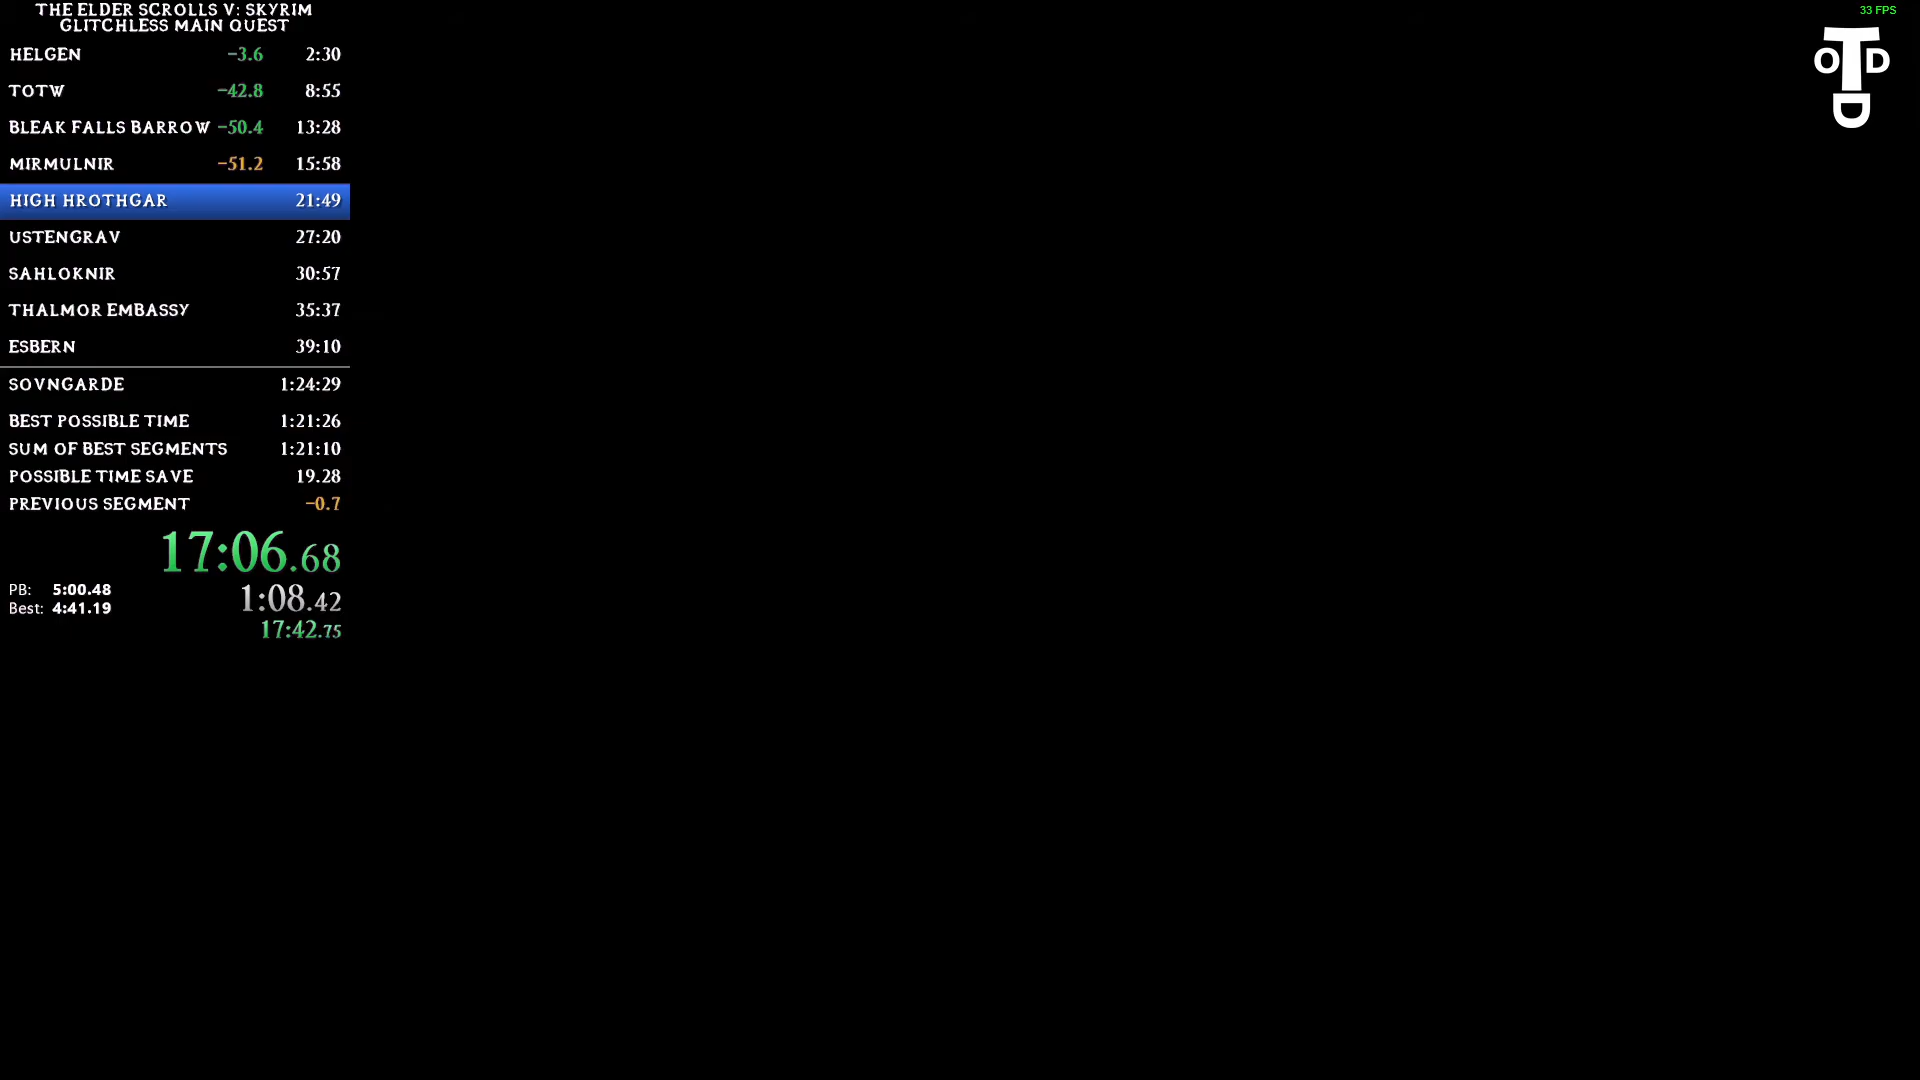 THE ELDER SCROLLS V: SKYRIM
GLITCHLESS MAIN QUEST
HELGEN −3.6 2:30
TOTW −42.8 8:55
BLEAK FALLS BARROW −50.4 13:28
MIRMULNIR −51.2 15:58
HIGH HROTHGAR 21:49
USTENGRAV 27:20
SAHLOKNIR 30:57
THALMOR EMBASSY 35:37
ESBERN 39:10
SOVNGARDE 1:24:29
BEST POSSIBLE TIME 1:21:26
SUM OF BEST SEGMENTS 1:21:10
POSSIBLE TIME SAVE 19.28
PREVIOUS SEGMENT −0.7
17:06.68
PB: 5:00.48
Best: 4:41.19
1:08.42
17:42.75
33 FPS
O T D
D